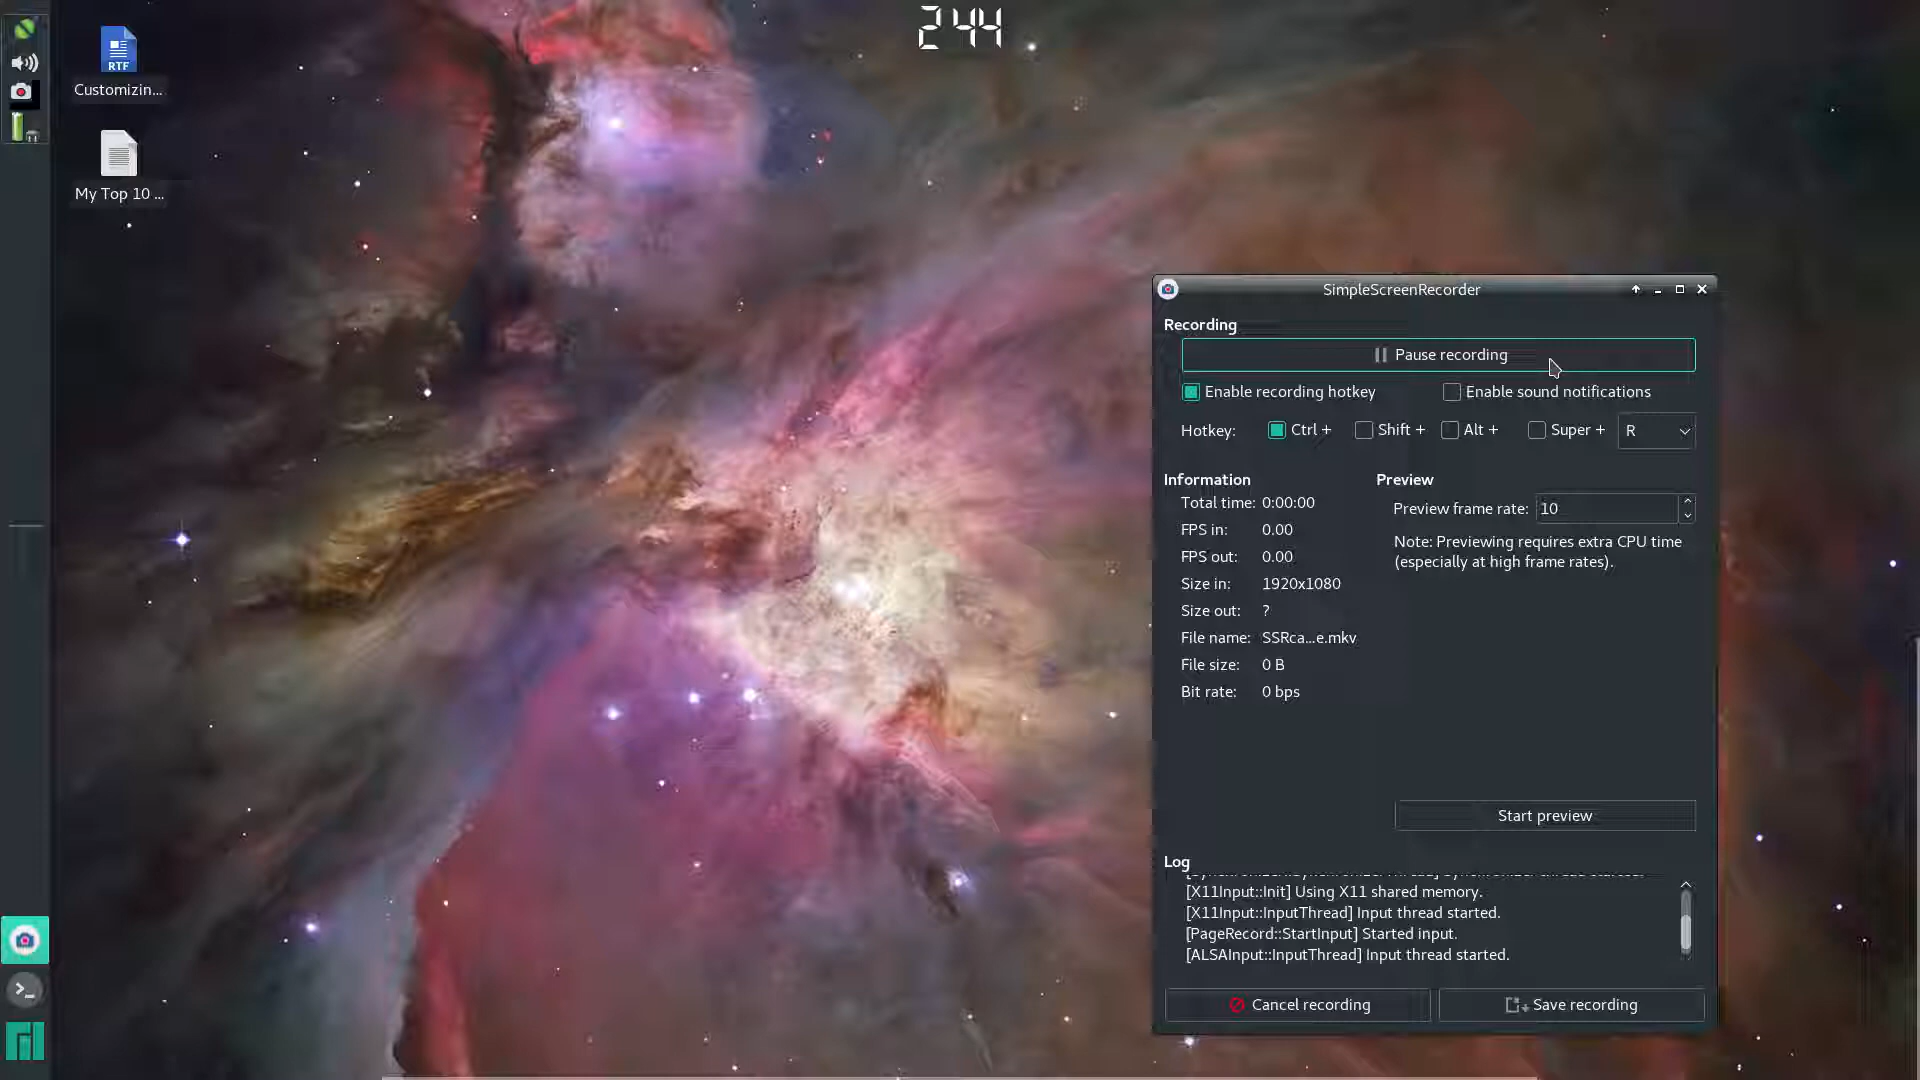 244
RTF
Customizin...
My Top 10 ...
SimpleScreenRecorder
Recording
Pause recording
Enable recording hotkey
Enable sound notifications
Hotkey:
Ctrl +
Shift +
Alt +
Super +
R
Information
Total time: 0:00:00
FPS in: 0.00
FPS out: 0.00
Size in: 1920x1080
Size out: ?
File name: SSRca...e.mkv
File size: 0 B
Bit rate: 0 bps
Preview
Preview frame rate: 10
Note: Previewing requires extra CPU time
(especially at high frame rates).
Start preview
Log
[X11Input::Init] Using X11 shared memory.
[X11Input::InputThread] Input thread started.
[PageRecord::StartInput] Started input.
[ALSAInput::InputThread] Input thread started.
Cancel recording
Save recording